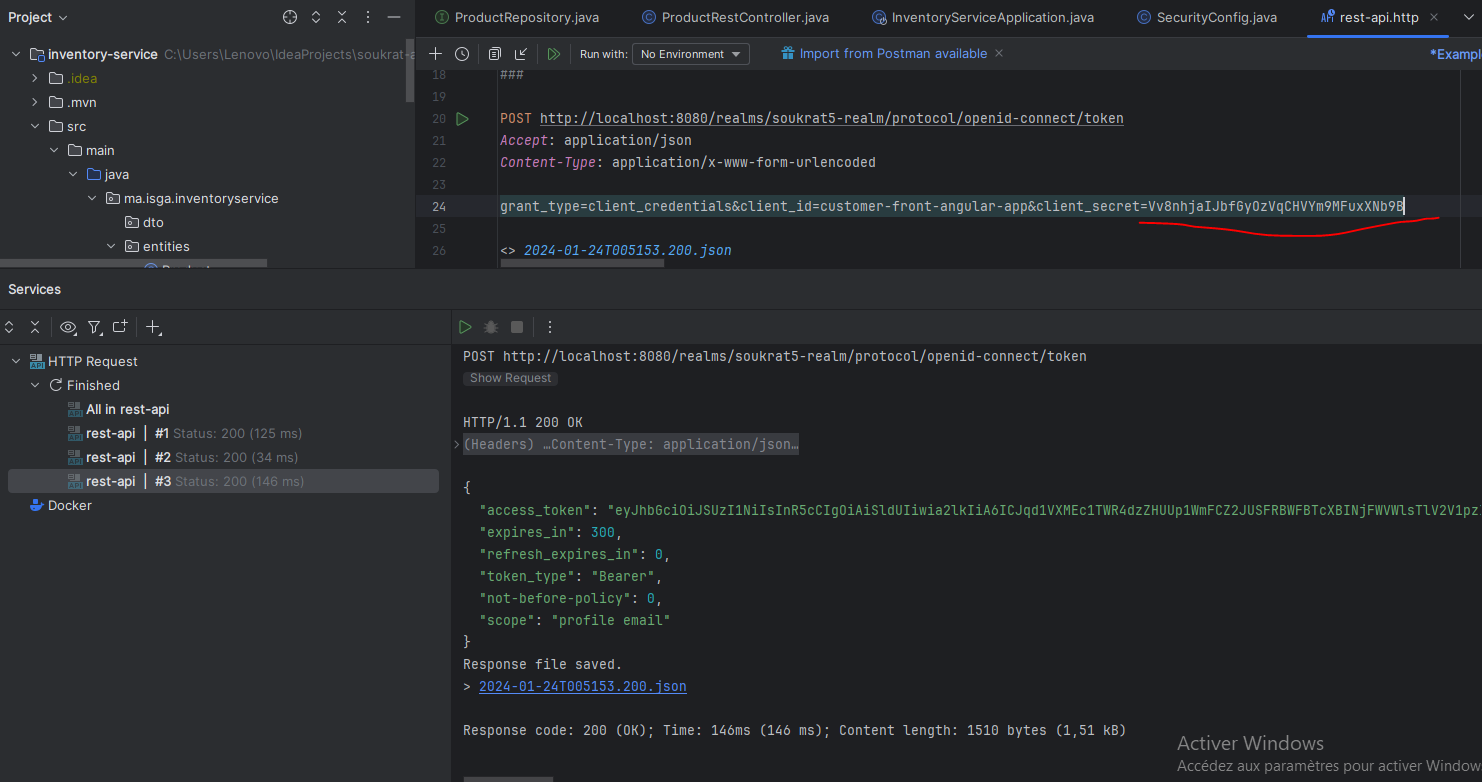 Project
ProductRepository.java
ProductRestController.java
InventoryServiceApplication.java
SecurityConfig.java
rest-api.http
inventory-service C:\Users\Lenovo\IdeaProjects\soukrat-
.idea
.mvn
src
main
java
ma.isga.inventoryservice
dto
entities
Run with: No Environment
Import from Postman available
*Exampl
18 ###
19
20 POST http://localhost:8080/realms/soukrat5-realm/protocol/openid-connect/token
21 Accept: application/json
22 Content-Type: application/x-www-form-urlencoded
23
24 grant_type=client_credentials&client_id=customer-front-angular-app&client_secret=Vv8nhjaIJbfGyOzVqCHVYm9MFuxXNb9B
25
26 <> 2024-01-24T005153.200.json
Services
HTTP Request
Finished
All in rest-api
rest-api | #1 Status: 200 (125 ms)
rest-api | #2 Status: 200 (34 ms)
rest-api | #3 Status: 200 (146 ms)
Docker
POST http://localhost:8080/realms/soukrat5-realm/protocol/openid-connect/token
Show Request
HTTP/1.1 200 OK
(Headers) …Content-Type: application/json…
{
"access_token": "eyJhbGciOiJSUzI1NiIsInR5cCIgOiAiSldUIiwia2lkIiA6ICJqd1VXMEc1TWR4dzZHUUp1WmFCZ2JUSFRBWFBTcXBINjFWVWlsTlV2V1pz
"expires_in": 300,
"refresh_expires_in": 0,
"token_type": "Bearer",
"not-before-policy": 0,
"scope": "profile email"
}
Response file saved.
> 2024-01-24T005153.200.json
Response code: 200 (OK); Time: 146ms (146 ms); Content length: 1510 bytes (1,51 kB)
Activer Windows
Accédez aux paramètres pour activer Window